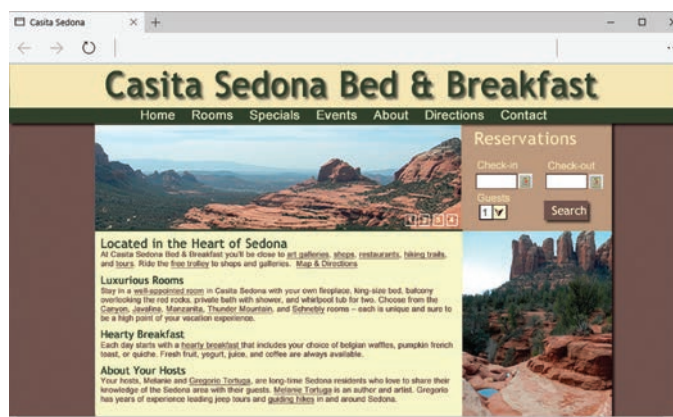 Casita Sedona
Casita Sedona Bed & Breakfast
Home Rooms Specials Events About Directions Contact
Reservations
Check-in Check-out
Guests
1
Search
1 2 3 4
Located in the Heart of Sedona
At Casita Sedona Bed & Breakfast you'll be close to art galleries, shops, restaurants, hiking trails,
and tours. Ride the free trolley to shops and galleries. Map & Directions
Luxurious Rooms
Stay in a well-appointed room in Casita Sedona with your own fireplace, king-size bed, balcony
overlooking the red rocks, private bath with shower, and whirlpool tub for two. Choose from the
Canyon, Javalina, Manzanita, Thunder Mountain, and Schnebly rooms – each is unique and sure to
be a high point of your vacation experience.
Hearty Breakfast
Each day starts with a hearty breakfast that includes your choice of belgian waffles, pumpkin french
toast, or quiche. Fresh fruit, yogurt, juice, and coffee are always available.
About Your Hosts
Your hosts, Melanie and Gregorio Tortuga, are long-time Sedona residents who love to share their
knowledge of the Sedona area with their guests. Melanie Tortuga is an author and artist. Gregorio
has years of experience leading jeep tours and guiding hikes in and around Sedona.